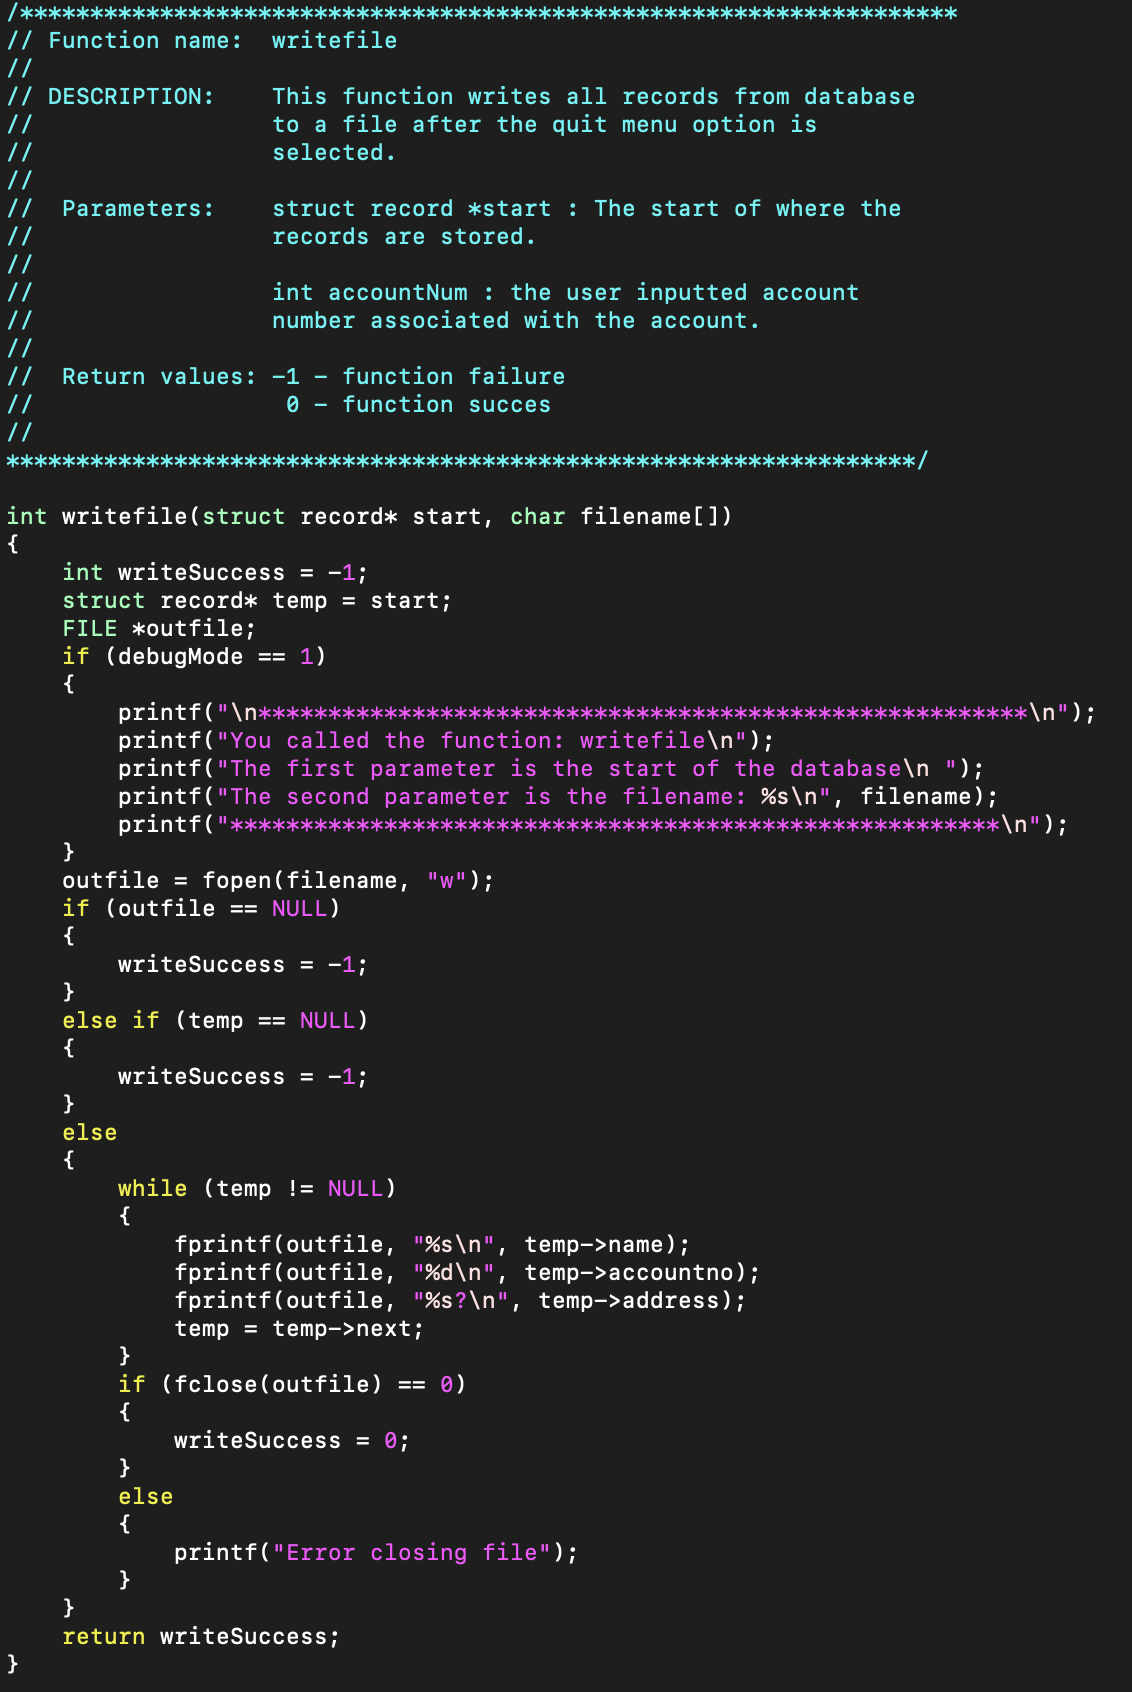 /*******************************************************************
// Function name:  writefile
//
// DESCRIPTION:    This function writes all records from database
//                 to a file after the quit menu option is
//                 selected.
//
//  Parameters:    struct record *start : The start of where the
//                 records are stored.
//
//                 int accountNum : the user inputted account
//                 number associated with the account.
//
//  Return values: -1 - function failure
//                  0 - function succes
//
*****************************************************************/

int writefile(struct record* start, char filename[])
{
    int writeSuccess = -1;
    struct record* temp = start;
    FILE *outfile;
    if (debugMode == 1)
    {
        printf("\n*******************************************************\n");
        printf("You called the function: writefile\n");
        printf("The first parameter is the start of the database\n ");
        printf("The second parameter is the filename: %s\n", filename);
        printf("*******************************************************\n");
    }
    outfile = fopen(filename, "w");
    if (outfile == NULL)
    {
        writeSuccess = -1;
    }
    else if (temp == NULL)
    {
        writeSuccess = -1;
    }
    else
    {
        while (temp != NULL)
        {
            fprintf(outfile, "%s\n", temp->name);
            fprintf(outfile, "%d\n", temp->accountno);
            fprintf(outfile, "%s?\n", temp->address);
            temp = temp->next;
        }
        if (fclose(outfile) == 0)
        {
            writeSuccess = 0;
        }
        else
        {
            printf("Error closing file");
        }
    }
    return writeSuccess;
}